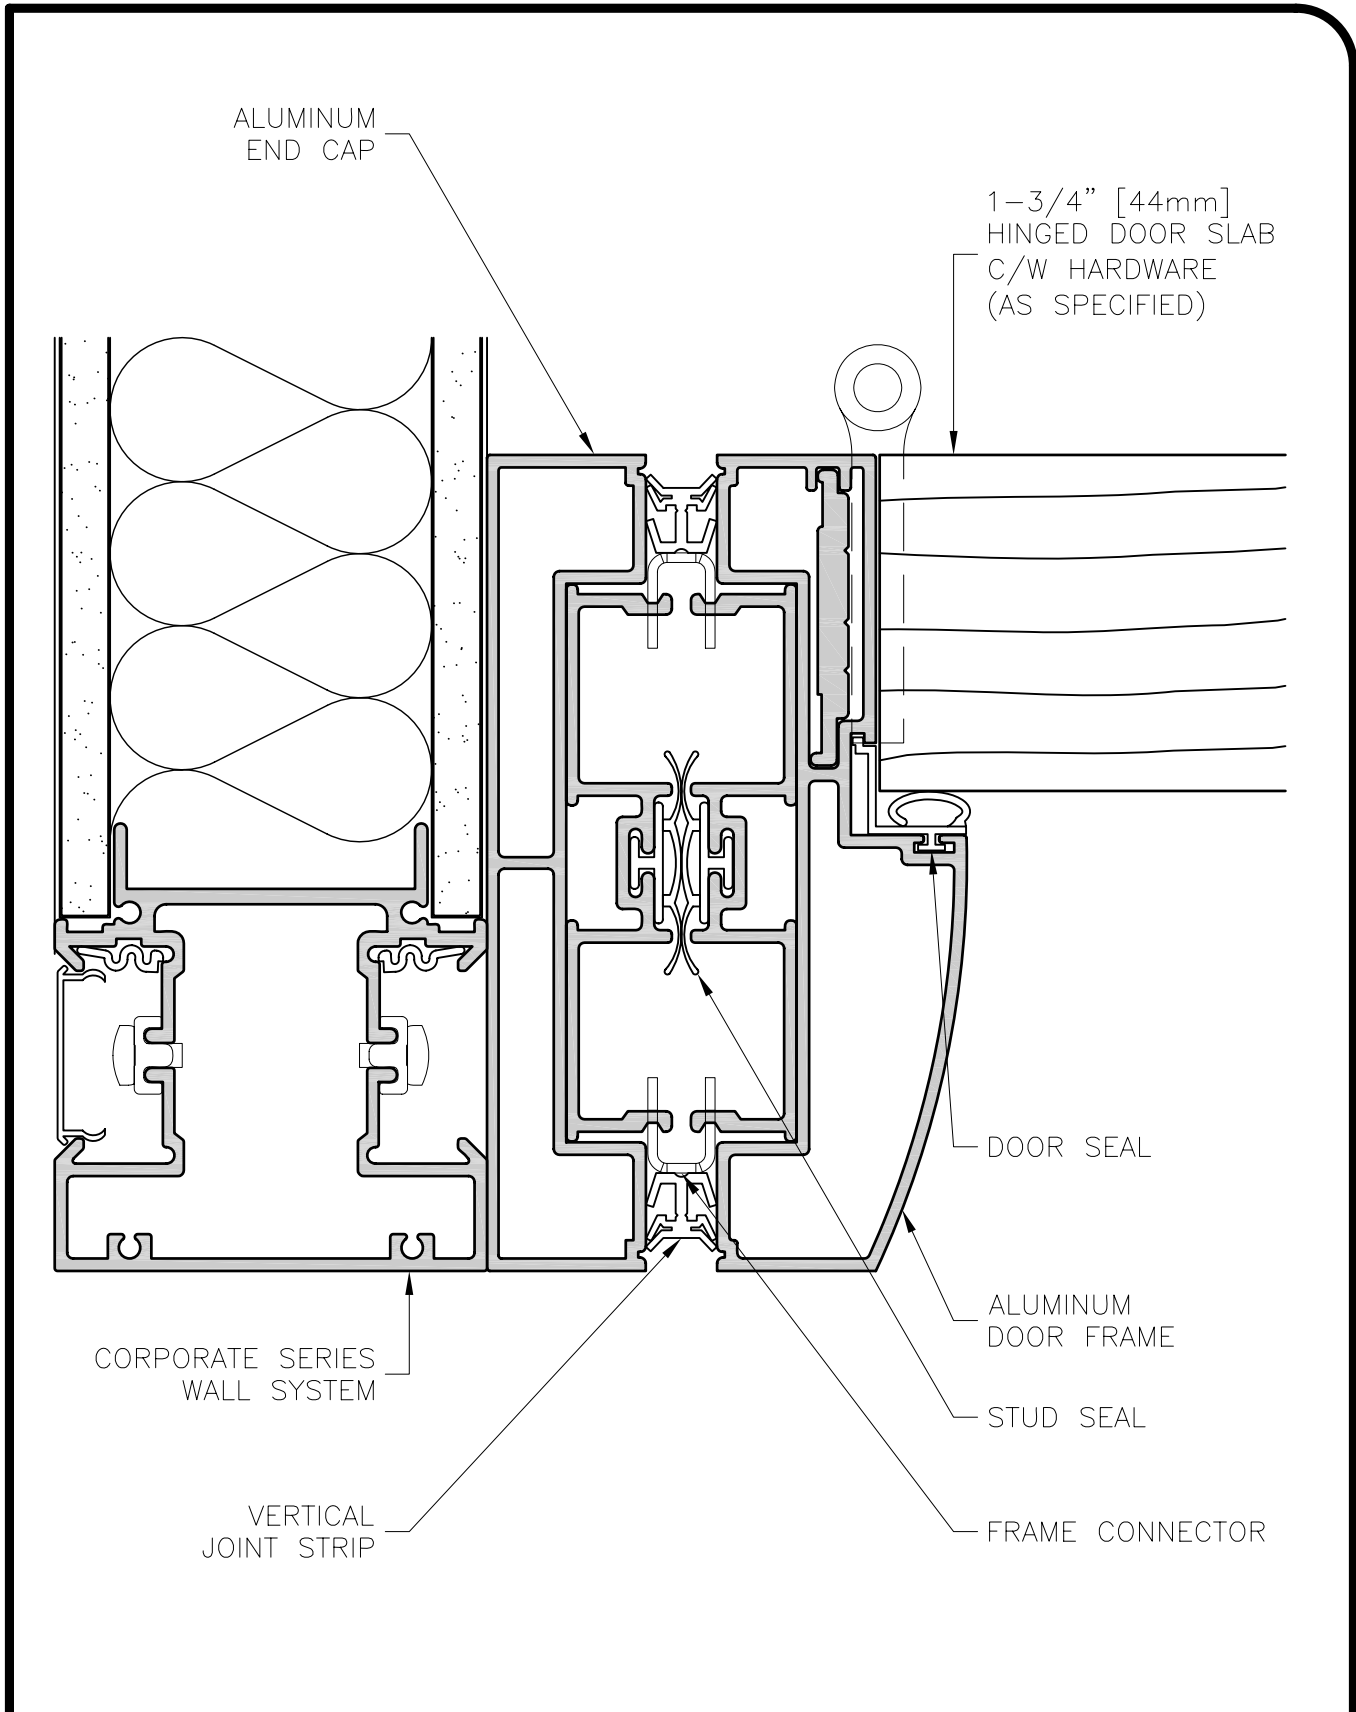 ALUMINUM
END CAP
1-3/4” [44mm]
HINGED DOOR SLAB
C/W HARDWARE
(AS SPECIFIED)
DOOR SEAL
ALUMINUM
DOOR FRAME
CORPORATE SERIES
WALL SYSTEM
STUD SEAL
VERTICAL
JOINT STRIP
FRAME CONNECTOR